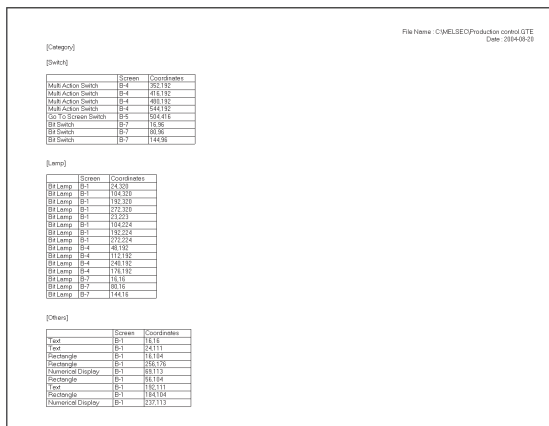 File Name : C:\MELSEC\Production control.GTE
Date : 2004-08-20
[Category]
[Switch]
Screen Coordinates
Multi Action Switch B-4 352,192
Multi Action Switch B-4 416,192
Multi Action Switch B-4 480,192
Multi Action Switch B-4 544,192
Go To Screen Switch B-5 504,416
Bit Switch B-7 16,96
Bit Switch B-7 80,96
Bit Switch B-7 144,96
[Lamp]
Screen Coordinates
Bit Lamp B-1 24,320
Bit Lamp B-1 104,320
Bit Lamp B-1 192,320
Bit Lamp B-1 272,320
Bit Lamp B-1 23,223
Bit Lamp B-1 104,224
Bit Lamp B-1 192,224
Bit Lamp B-1 272,224
Bit Lamp B-4 48,192
Bit Lamp B-4 112,192
Bit Lamp B-4 240,192
Bit Lamp B-4 176,192
Bit Lamp B-7 16,16
Bit Lamp B-7 80,16
Bit Lamp B-7 144,16
[Others]
Screen Coordinates
Text B-1 16,16
Text B-1 24,111
Rectangle B-1 16,104
Rectangle B-1 256,176
Numerical Display B-1 69,113
Rectangle B-1 96,104
Text B-1 192,111
Rectangle B-1 184,104
Numerical Display B-1 237,113